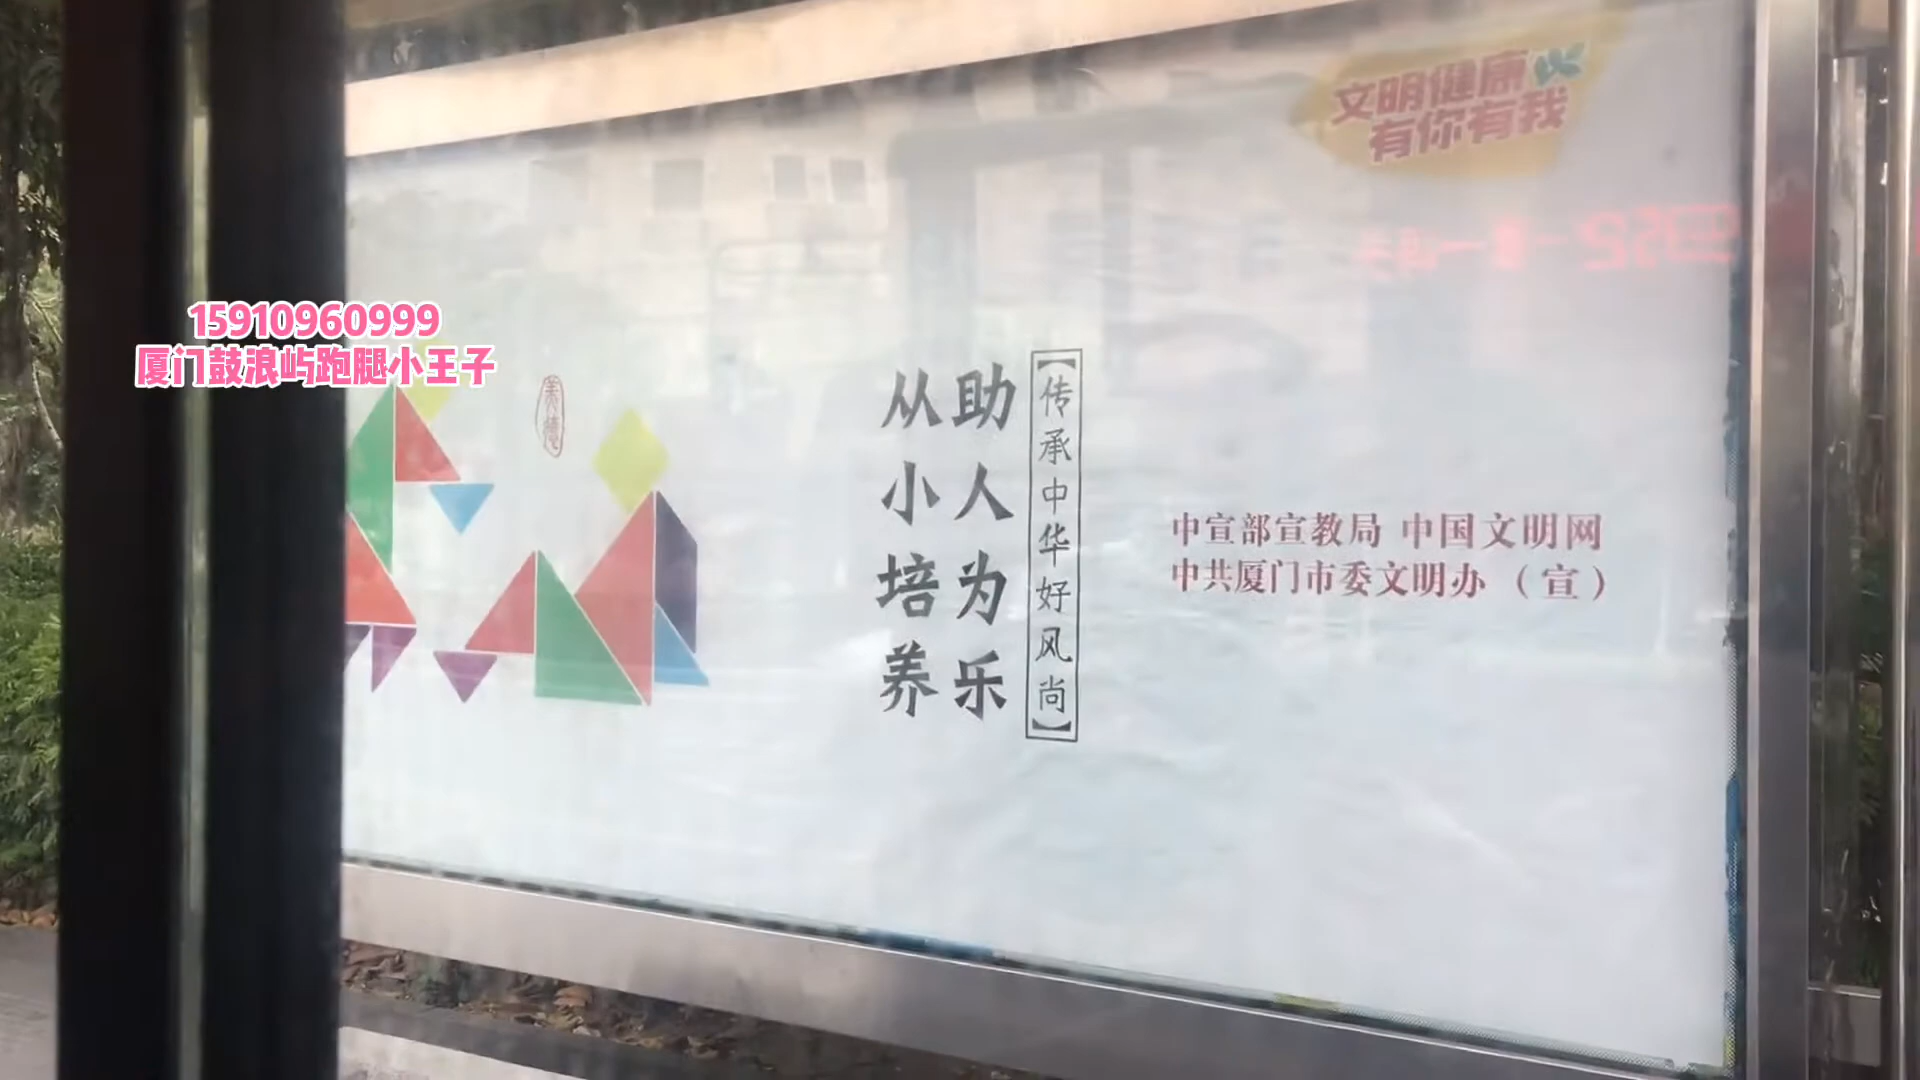 文明健康
有你有我
15910960999
厦门鼓浪屿跑腿小王子
美德
【传承中华好风尚】
助人为乐
从小培养
中宣部宣教局 中国文明网
中共厦门市委文明办（宣）